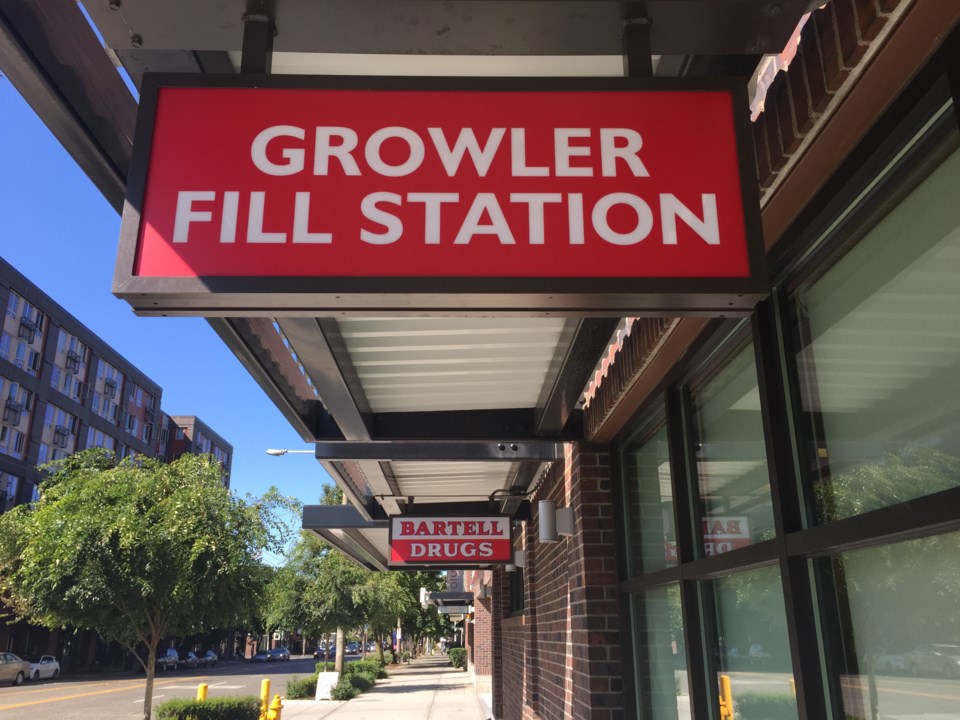 GROWLER
FILL STATION
BARTELL
DRUGS